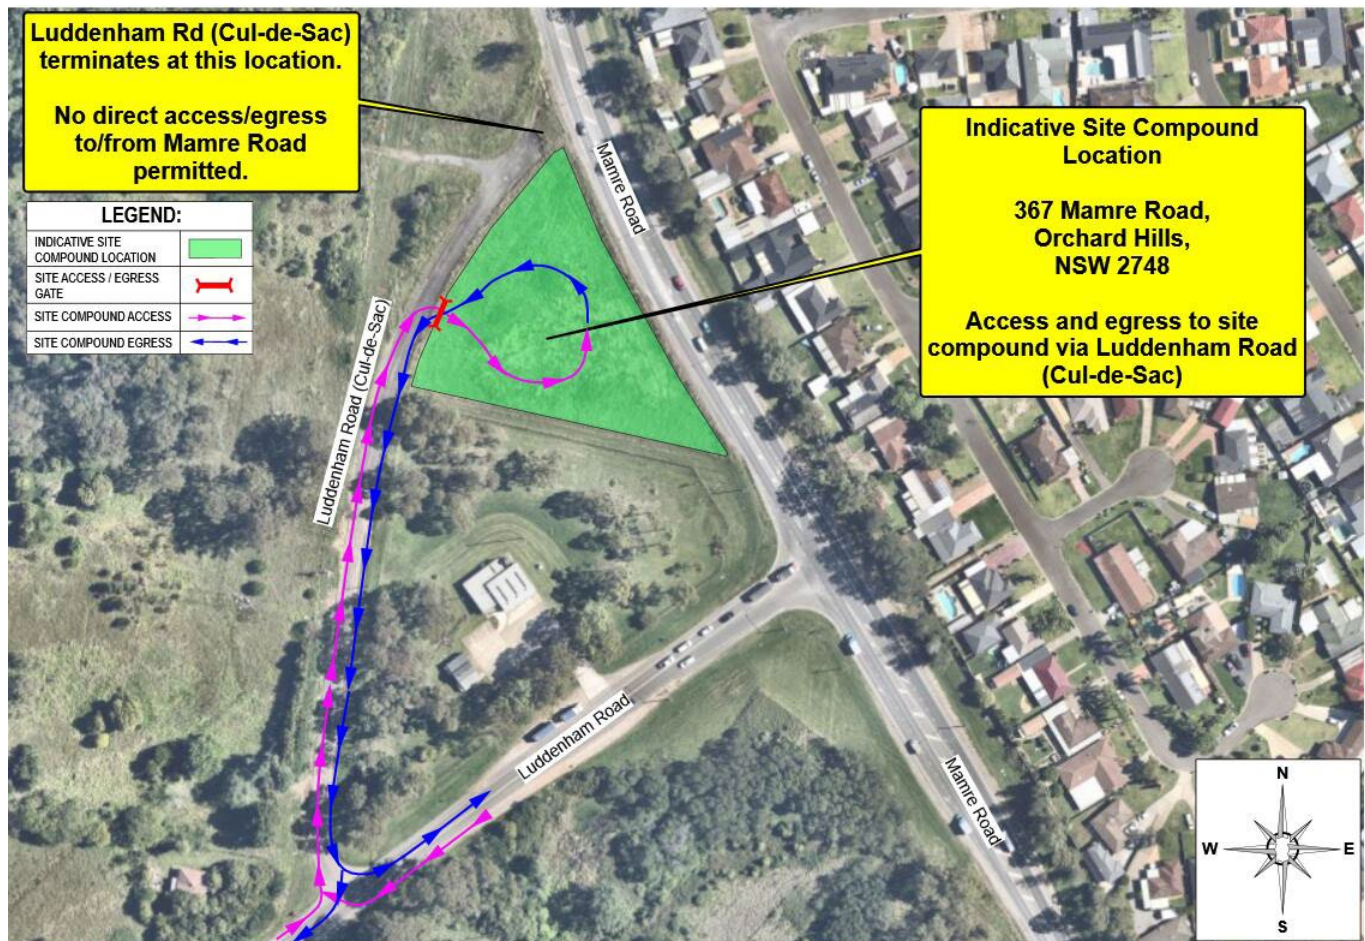 Luddenham Rd (Cul-de-Sac)
terminates at this location.
No direct access/egress
to/from Mamre Road
permitted.
LEGEND:
INDICATIVE SITE
COMPOUND LOCATION
SITE ACCESS / EGRESS
GATE
SITE COMPOUND ACCESS
SITE COMPOUND EGRESS
Mamre Road
Indicative Site Compound
Location
367 Mamre Road,
Orchard Hills,
NSW 2748
Access and egress to site
compound via Luddenham Road
(Cul-de-Sac)
Luddenham Road (Cul-de-Sac)
Luddenham Road
Mamre Road
N
W
E
S